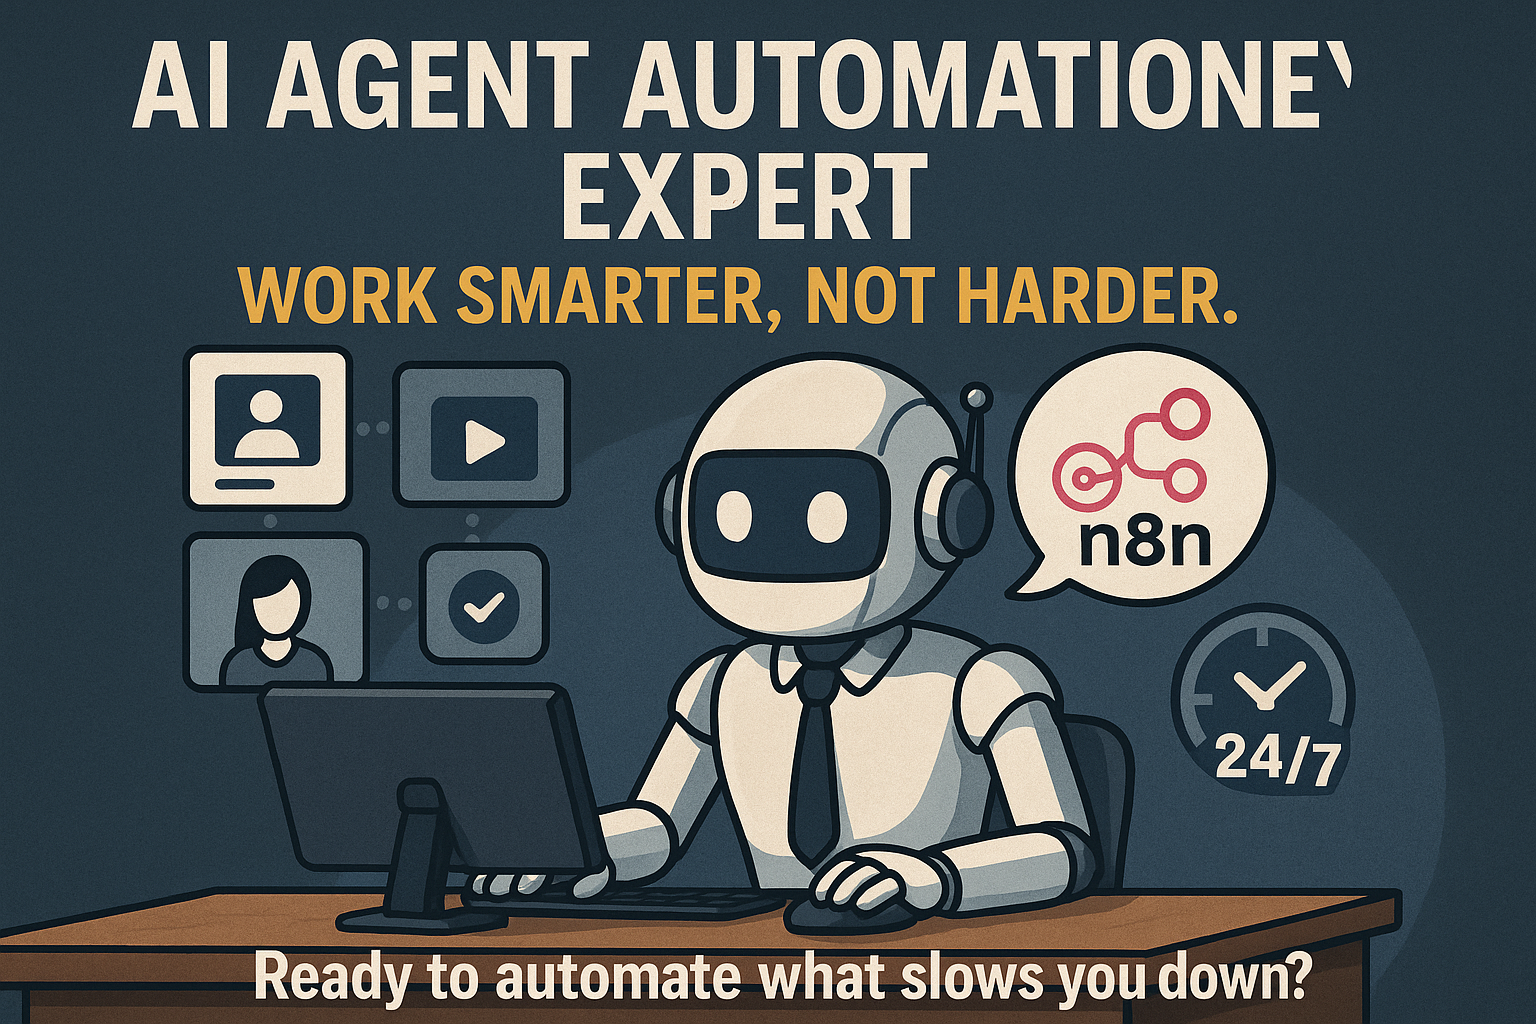 AI AGENT AUTOMATIONE`
EXPERT
WORK SMARTER, NOT HARDER.
n8n
24/7
Ready to automate what slows you down?